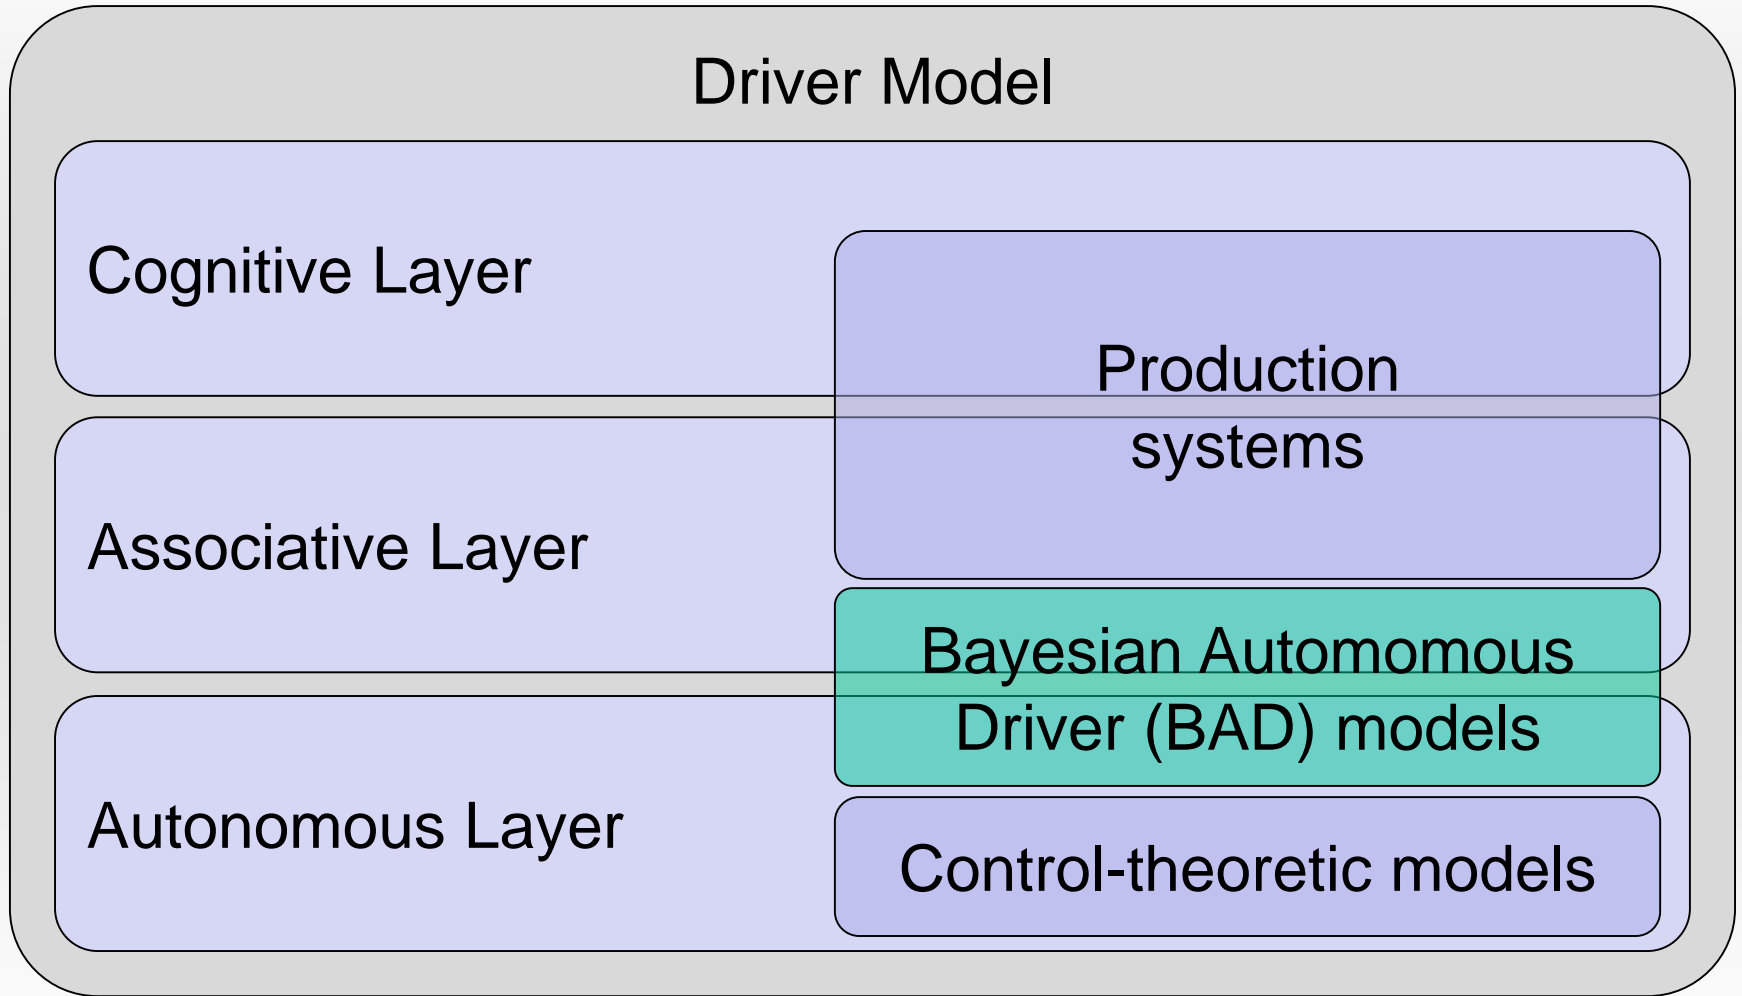 Driver Model
Cognitive Layer
Production
systems
Associative Layer
Bayesian Automomous
Driver (BAD) models
Autonomous Layer
Control-theoretic models